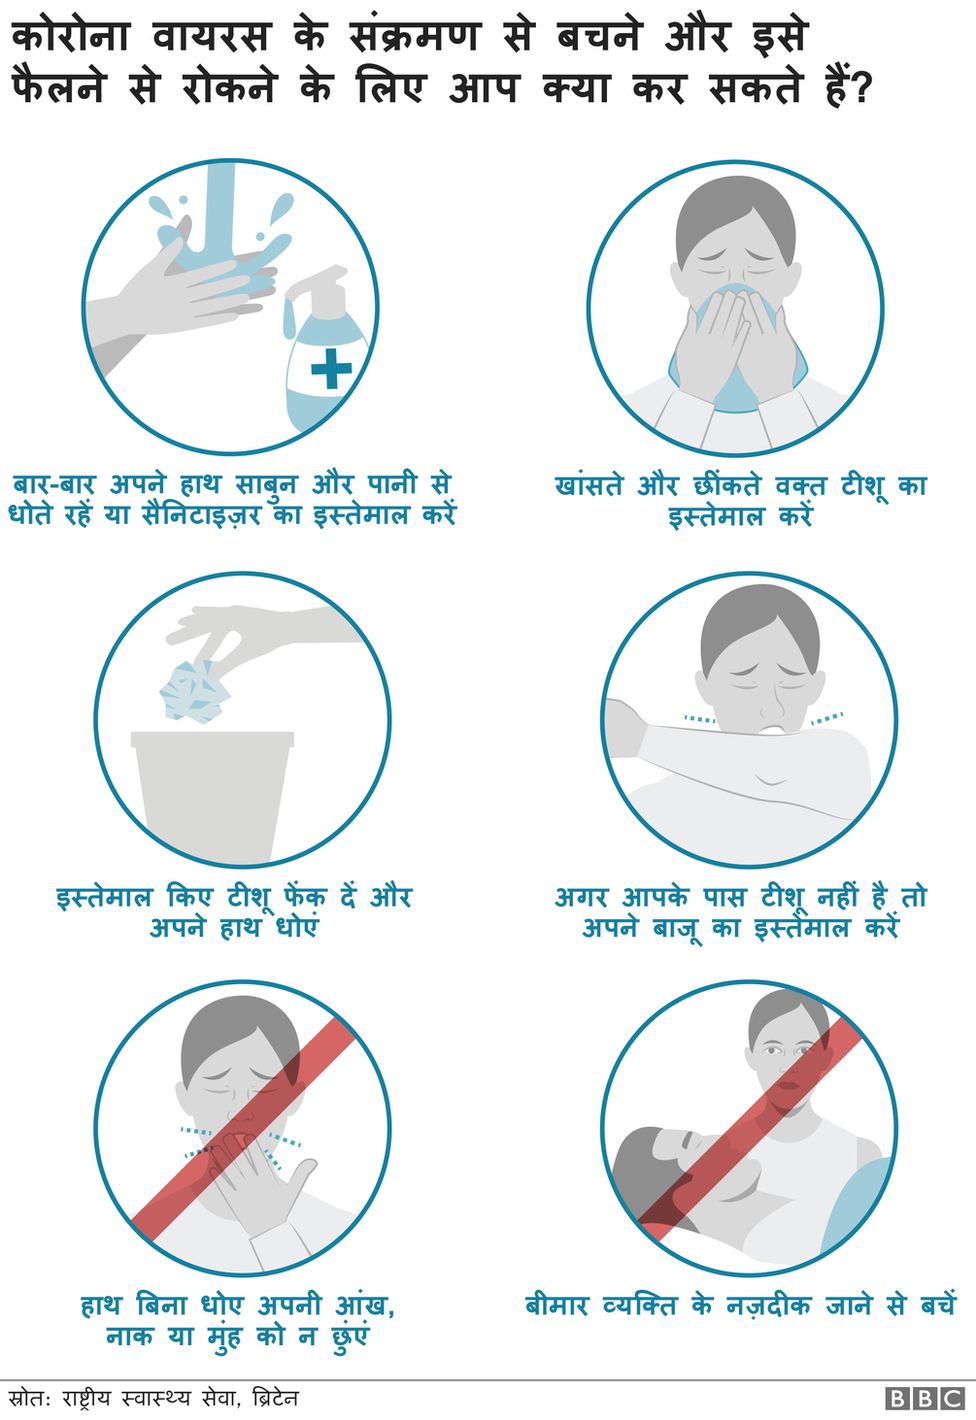 कोरोना वायरस के संक्रमण से बचने और इसे
फैलने से रोकने के लिए आप क्या कर सकते हैं?
बार-बार अपने हाथ साबुन और पानी से
धोते रहें या सैनिटाइज़र का इस्तेमाल करें
खांसते और छींकते वक्त टीशू का
इस्तेमाल करें
इस्तेमाल किए टीशू फेंक दें और
अपने हाथ धोएं
अगर आपके पास टीशू नहीं है तो
अपने बाजू का इस्तेमाल करें
हाथ बिना धोए अपनी आंख,
नाक या मुंह को न छुंएं
बीमार व्यक्ति के नज़दीक जाने से बचें
स्रोत: राष्ट्रीय स्वास्थ्य सेवा, ब्रिटेन
BBC